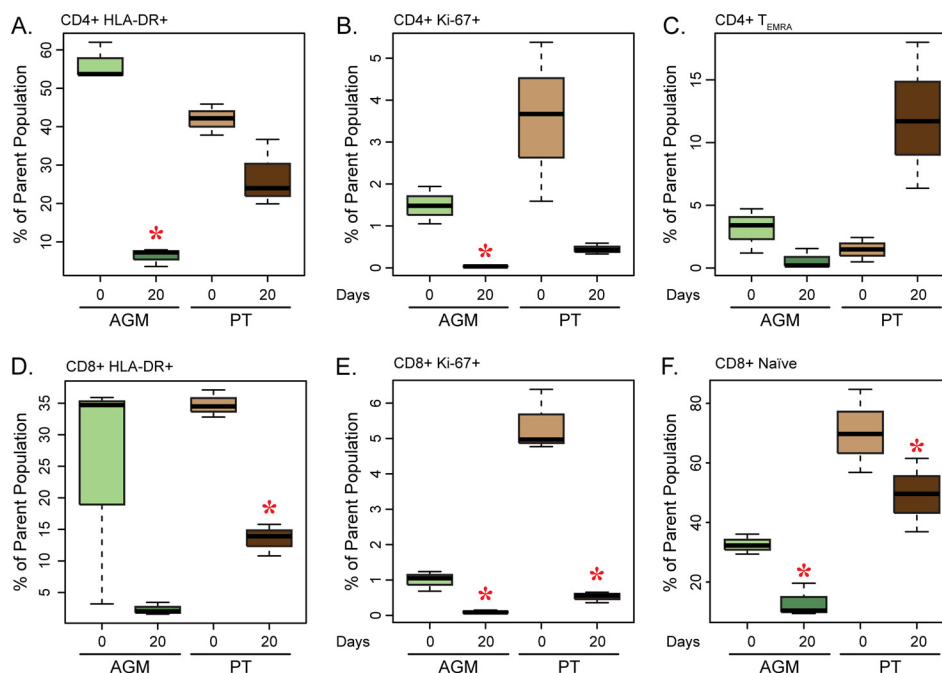 A. CD4+ HLA-DR+
% of Parent Population
60
50
40
30
20
10
0 20 0 20
AGM PT
B. CD4+ Ki-67+
% of Parent Population
5
4
3
2
1
0
Days 0 20 0 20
AGM PT
C. CD4+ TEMRA
% of Parent Population
15
10
5
0
Days 0 20 0 20
AGM PT
D. CD8+ HLA-DR+
% of Parent Population
35
30
25
20
15
10
5
0 20 0 20
AGM PT
E. CD8+ Ki-67+
% of Parent Population
6
5
4
3
2
1
0
Days 0 20 0 20
AGM PT
F. CD8+ Naïve
% of Parent Population
80
60
40
20
Days 0 20 0 20
AGM PT